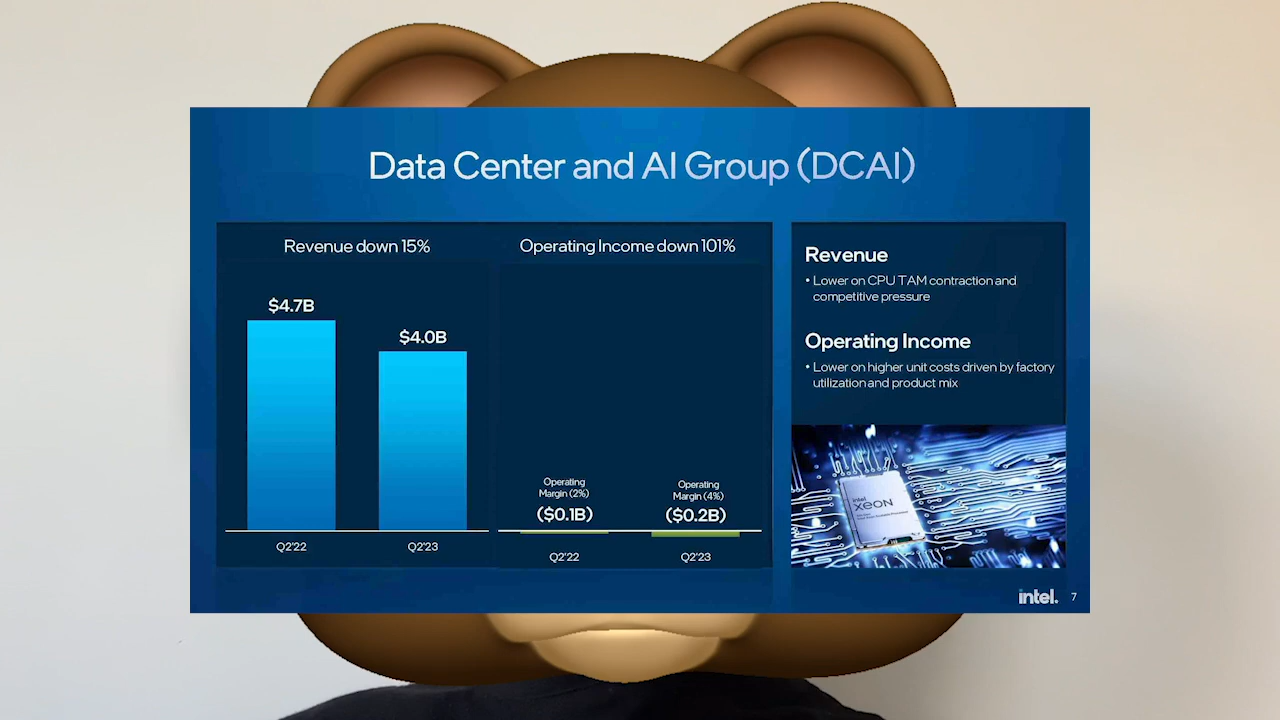 Data Center and AI Group (DCAI)
Revenue down 15%
$4.7B
$4.0B
Q2'22
Q2'23
Operating Income down 101%
Operating
Margin (2%)
($0.1B)
Operating
Margin (4%)
($0.2B)
Q2'22
Q2'23
Revenue
• Lower on CPU TAM contraction and
competitive pressure
Operating Income
• Lower on higher unit costs driven by factory
utilization and product mix
intel
XEON
intel.
7